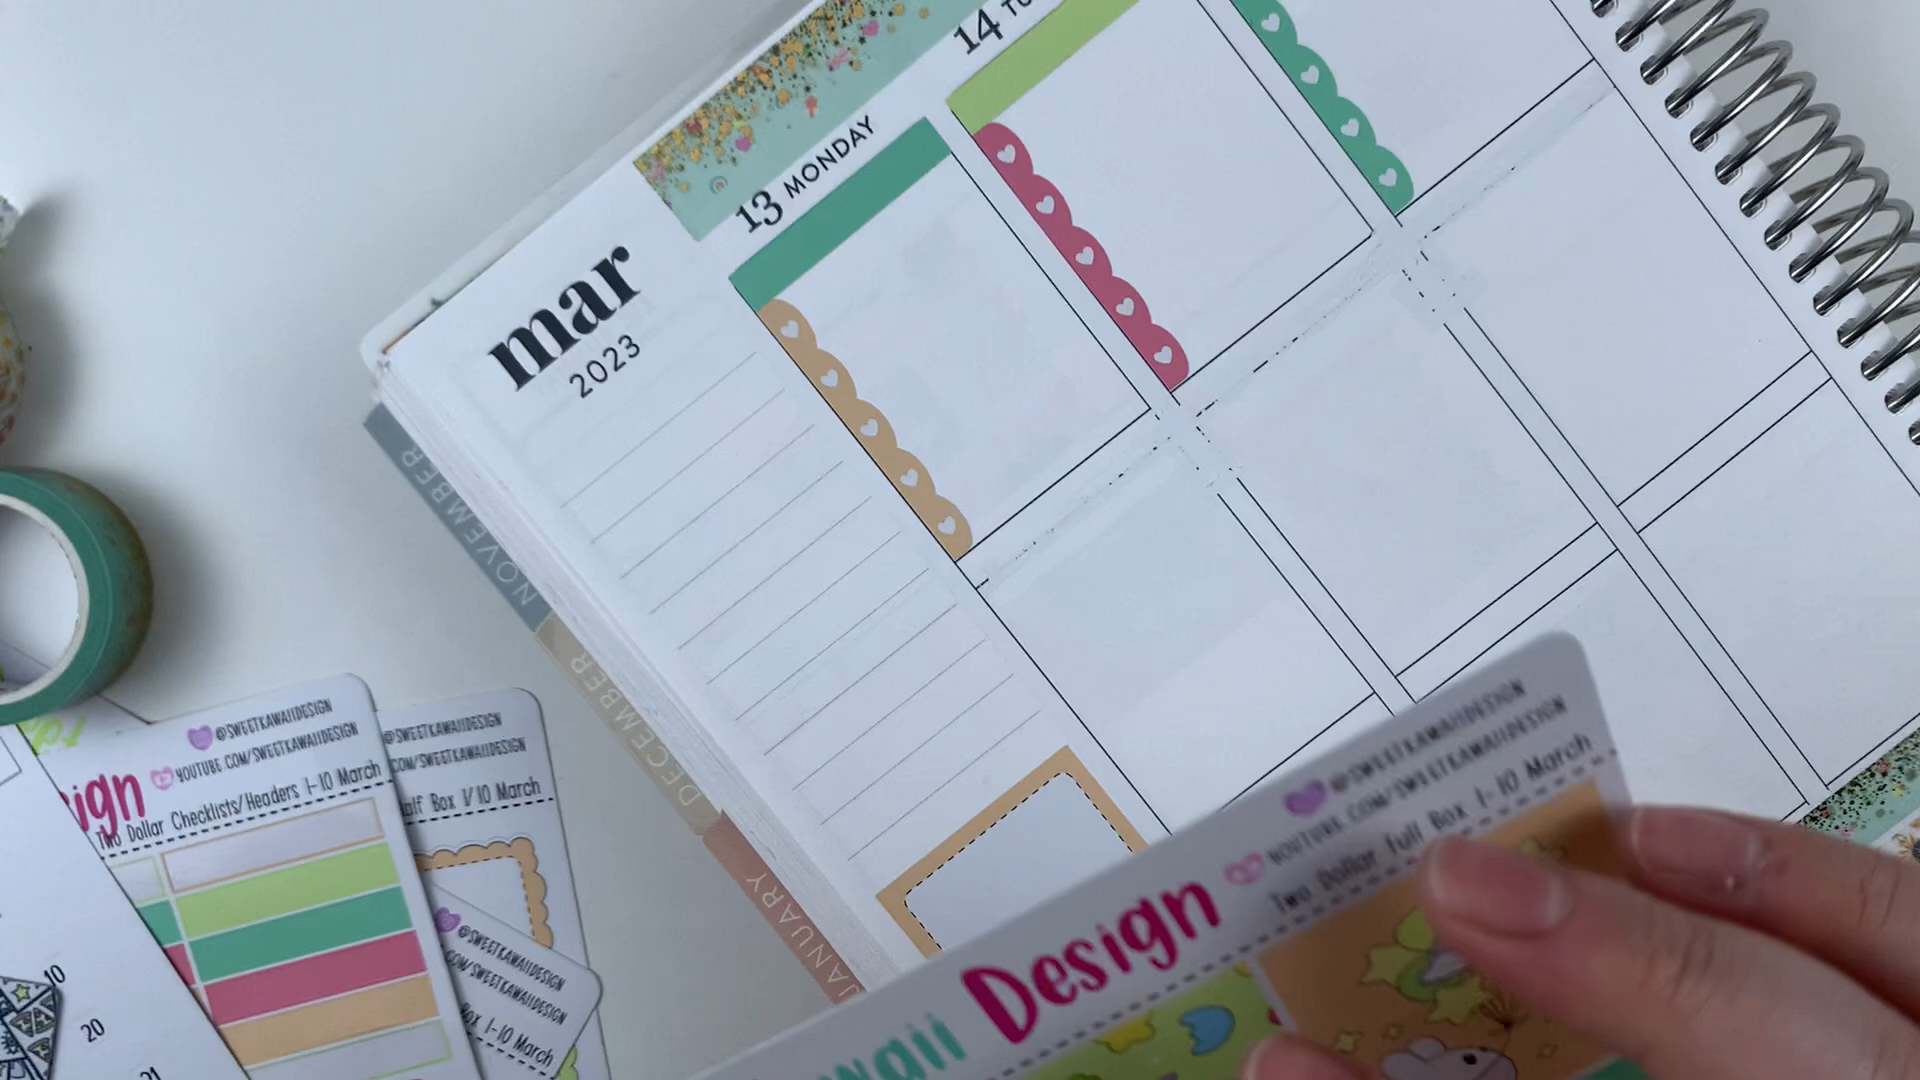 mar
2023
13 MONDAY
14
NOVEMBER
DECEMBER
JANUARY
@SWEETKAWAIIDESIGN
YOUTUBE.COM/SWEETKAWAIIDESIGN
Two Dollar Checklists/Headers 1-10 March
@SWEETKAWAIIDESIGN
.COM/SWEETKAWAIIDESIGN
Half Box 1/10 March
@SWEETKAWAIIDESIGN
.COM/SWEETKAWAIIDESIGN
Box 1-10 March
10
20
21
@SWEETKAWAIIDESIGN
YOUTUBE.COM/SWEETKAWAIIDESIGN
Two Dollar Full Box 1-10 March
Design